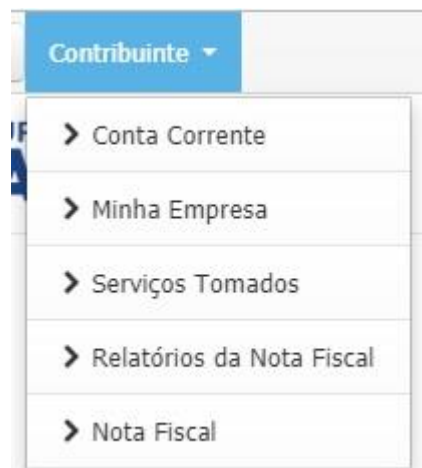 Contribuinte
Conta Corrente
Minha Empresa
Serviços Tomados
Relatórios da Nota Fiscal
Nota Fiscal